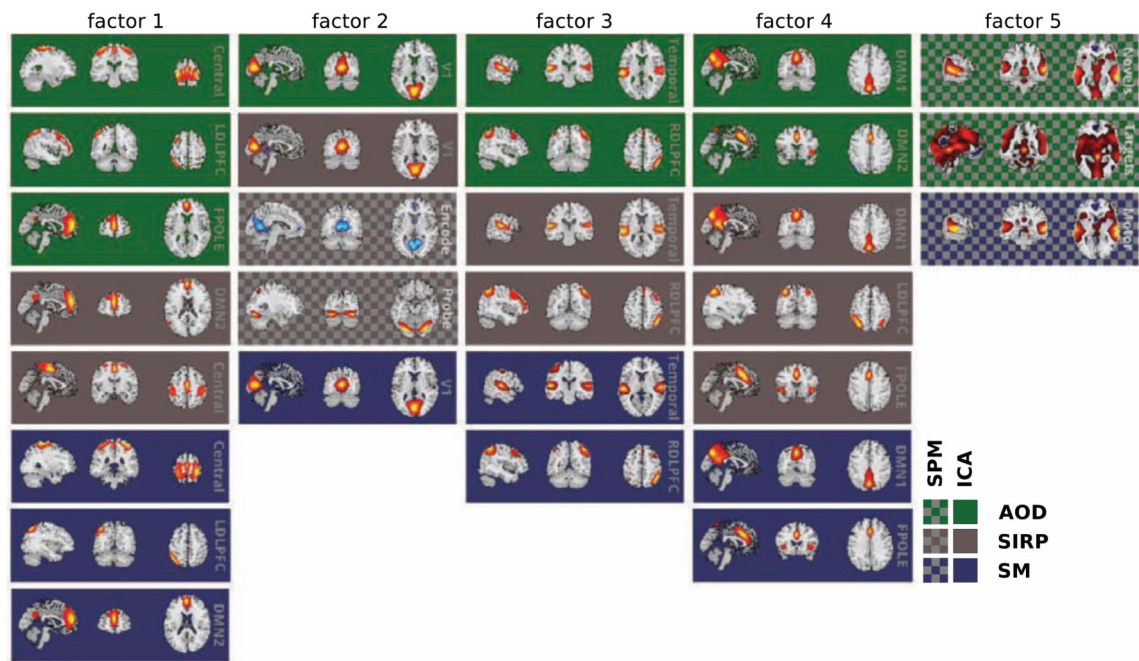 factor 1 factor 2 factor 3 factor 4 factor 5
Central V1 Temporal DMN1 Novels
LDLPFC V1 RDLPFC DMN2 Targets
FPOLE Encode Temporal DMN1 Motor
DMN2 Probe RDLPFC LDLPFC
Central V1 Temporal FPOLE
Central RDLPFC DMN1
LDLPFC FPOLE
DMN2
SPM ICA
AOD
SIRP
SM